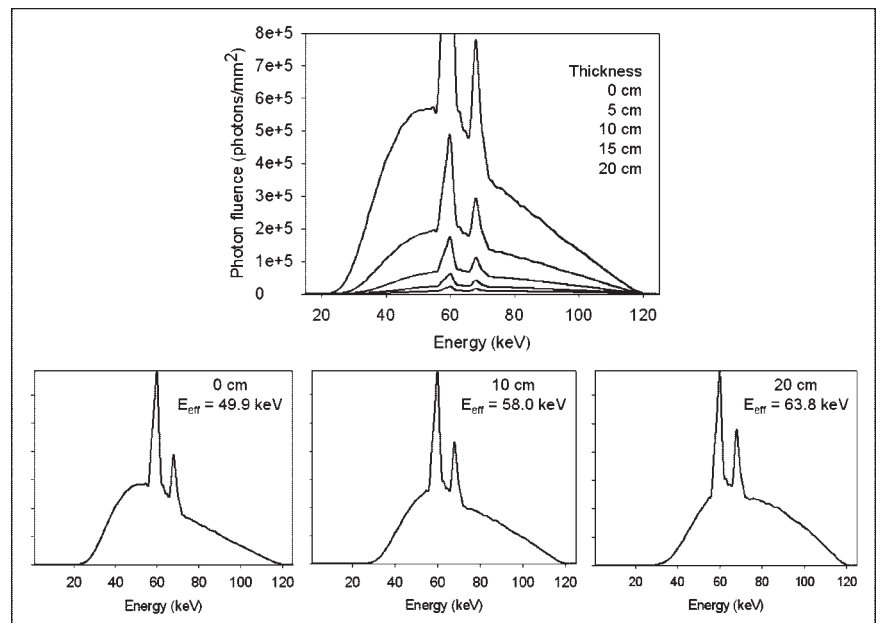 8e+5
7e+5
6e+5
5e+5
4e+5
3e+5
2e+5
1e+5
0
Photon fluence (photons/mm²)
Thickness
0 cm
5 cm
10 cm
15 cm
20 cm
20 40 60 80 100 120
Energy (keV)
0 cm
E_eff = 49.9 keV
20 40 60 80 100 120
Energy (keV)
10 cm
E_eff = 58.0 keV
20 40 60 80 100 120
Energy (keV)
20 cm
E_eff = 63.8 keV
20 40 60 80 100 120
Energy (keV)